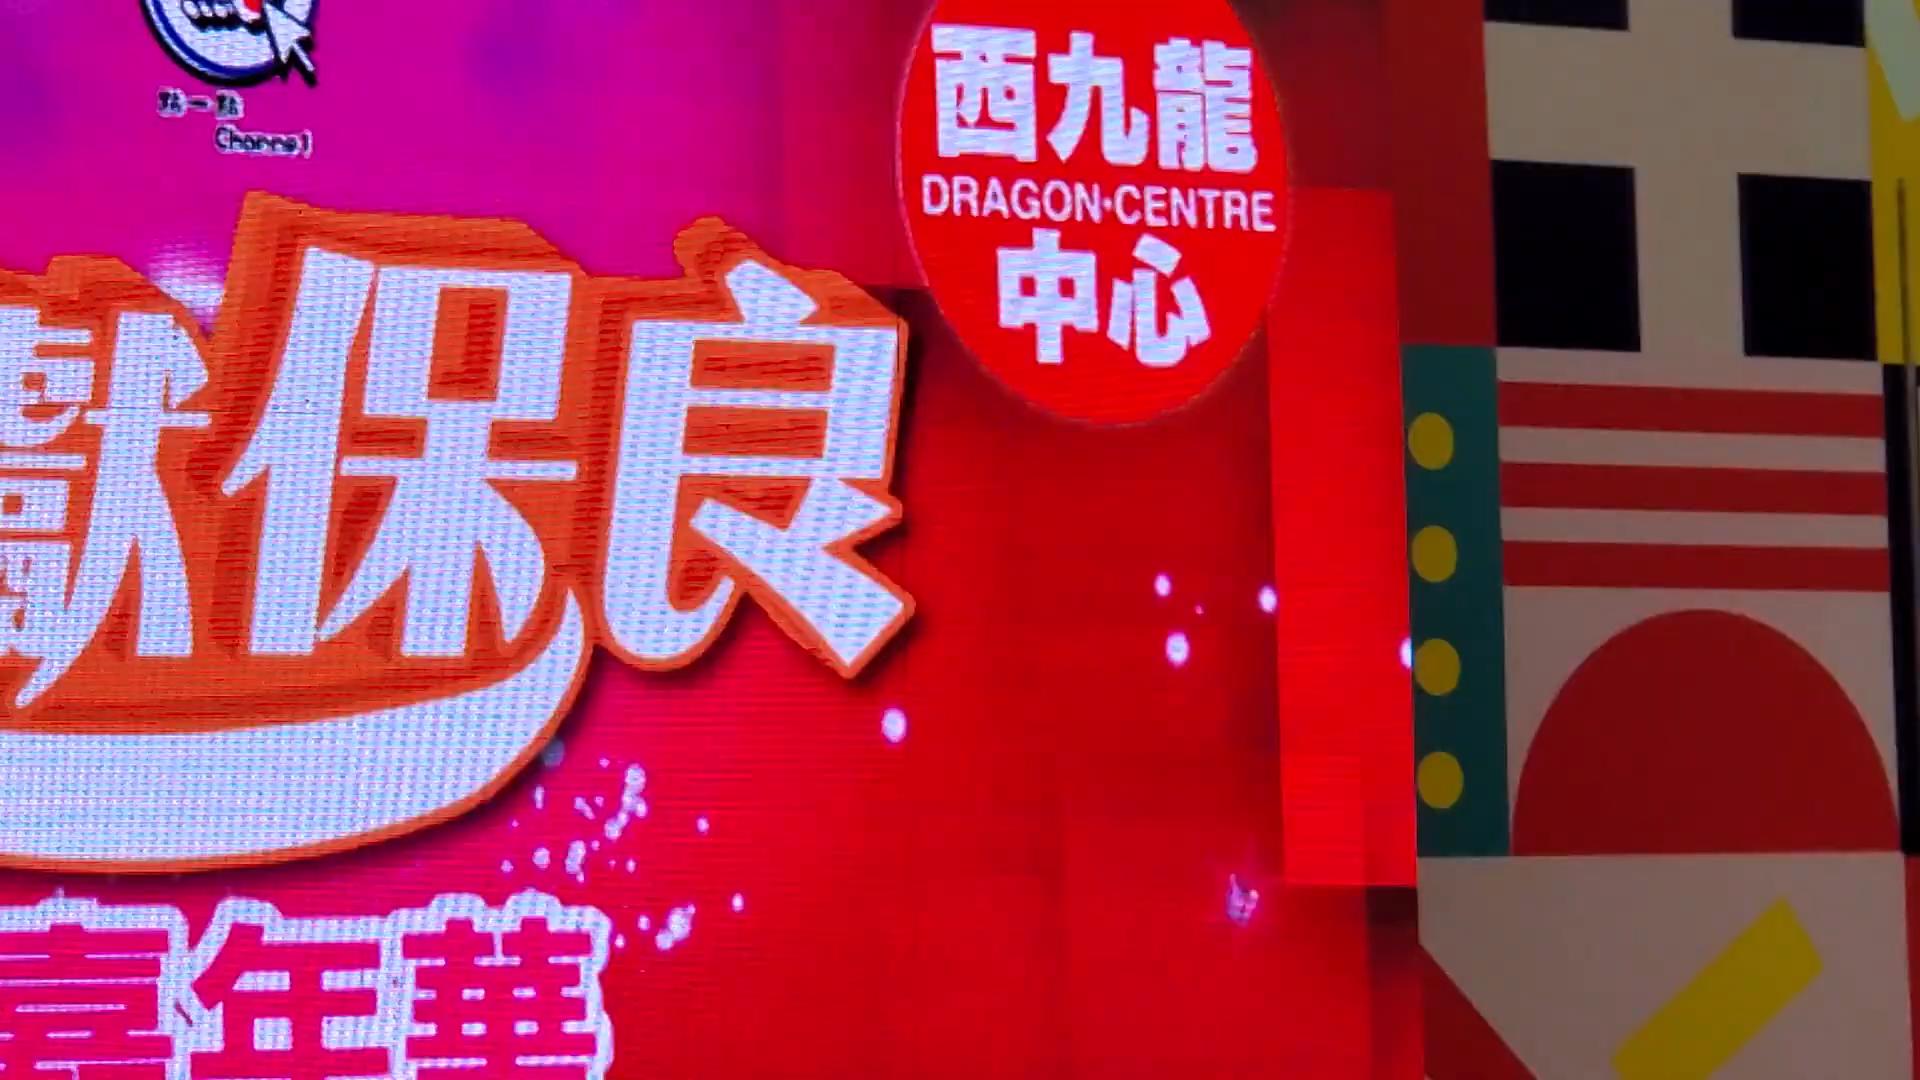 點一點
Channel
西九龍
DRAGON·CENTRE
中心
獻保良
嘉年華